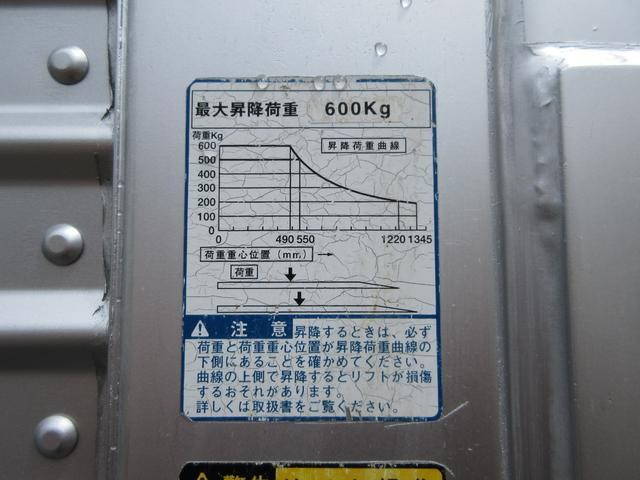 最大昇降荷重 600Kg
荷重Kg
昇降荷重曲線
600
500
400
300
200
100
0
0 490 550 1220 1345
荷重重心位置(mm) →
荷重
注意 昇降するときは、必ず
荷重と荷重重心位置が昇降荷重曲線の
下側にあることを確かめてください。
曲線の上側で昇降するとリフトが損傷
するおそれがあります。
詳しくは取扱書をご覧ください。